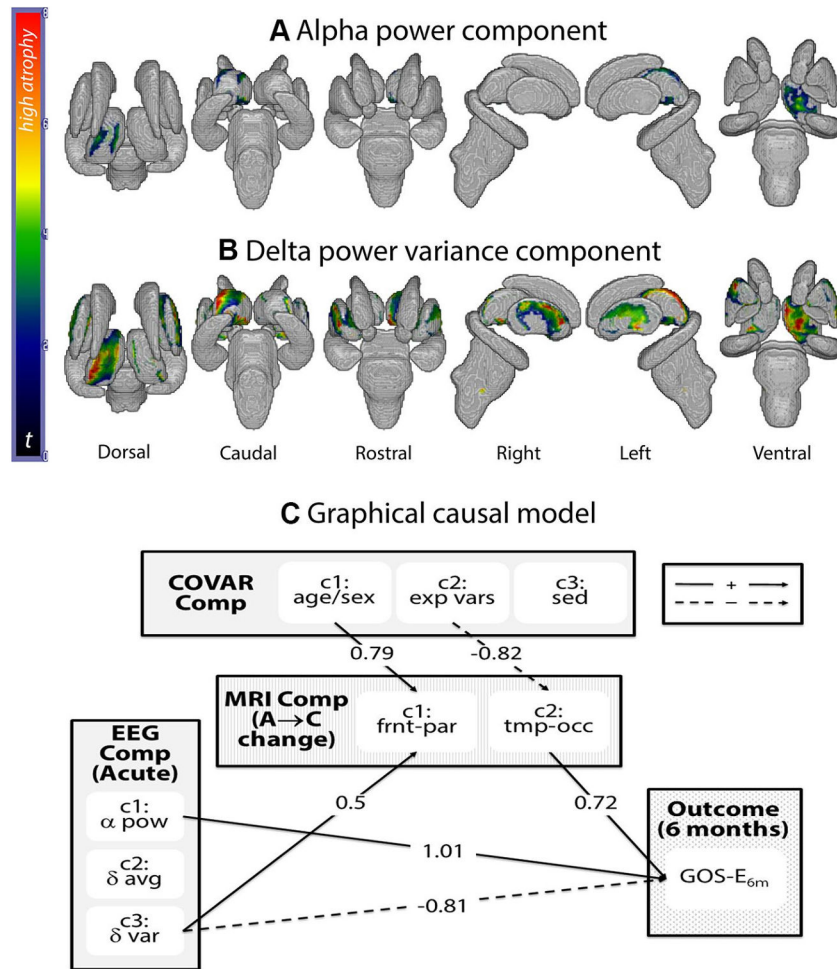 A Alpha power component
high atrophy
B Delta power variance component
t
Dorsal Caudal Rostral Right Left Ventral
C Graphical causal model
COVAR
Comp
c1:
age/sex
c2:
exp vars
c3:
sed
+
−
0.79
-0.82
MRI Comp
(A→C
change)
c1:
frnt-par
c2:
tmp-occ
EEG
Comp
(Acute)
c1:
α pow
c2:
δ avg
c3:
δ var
0.5
0.72
1.01
-0.81
Outcome
(6 months)
GOS-E6m